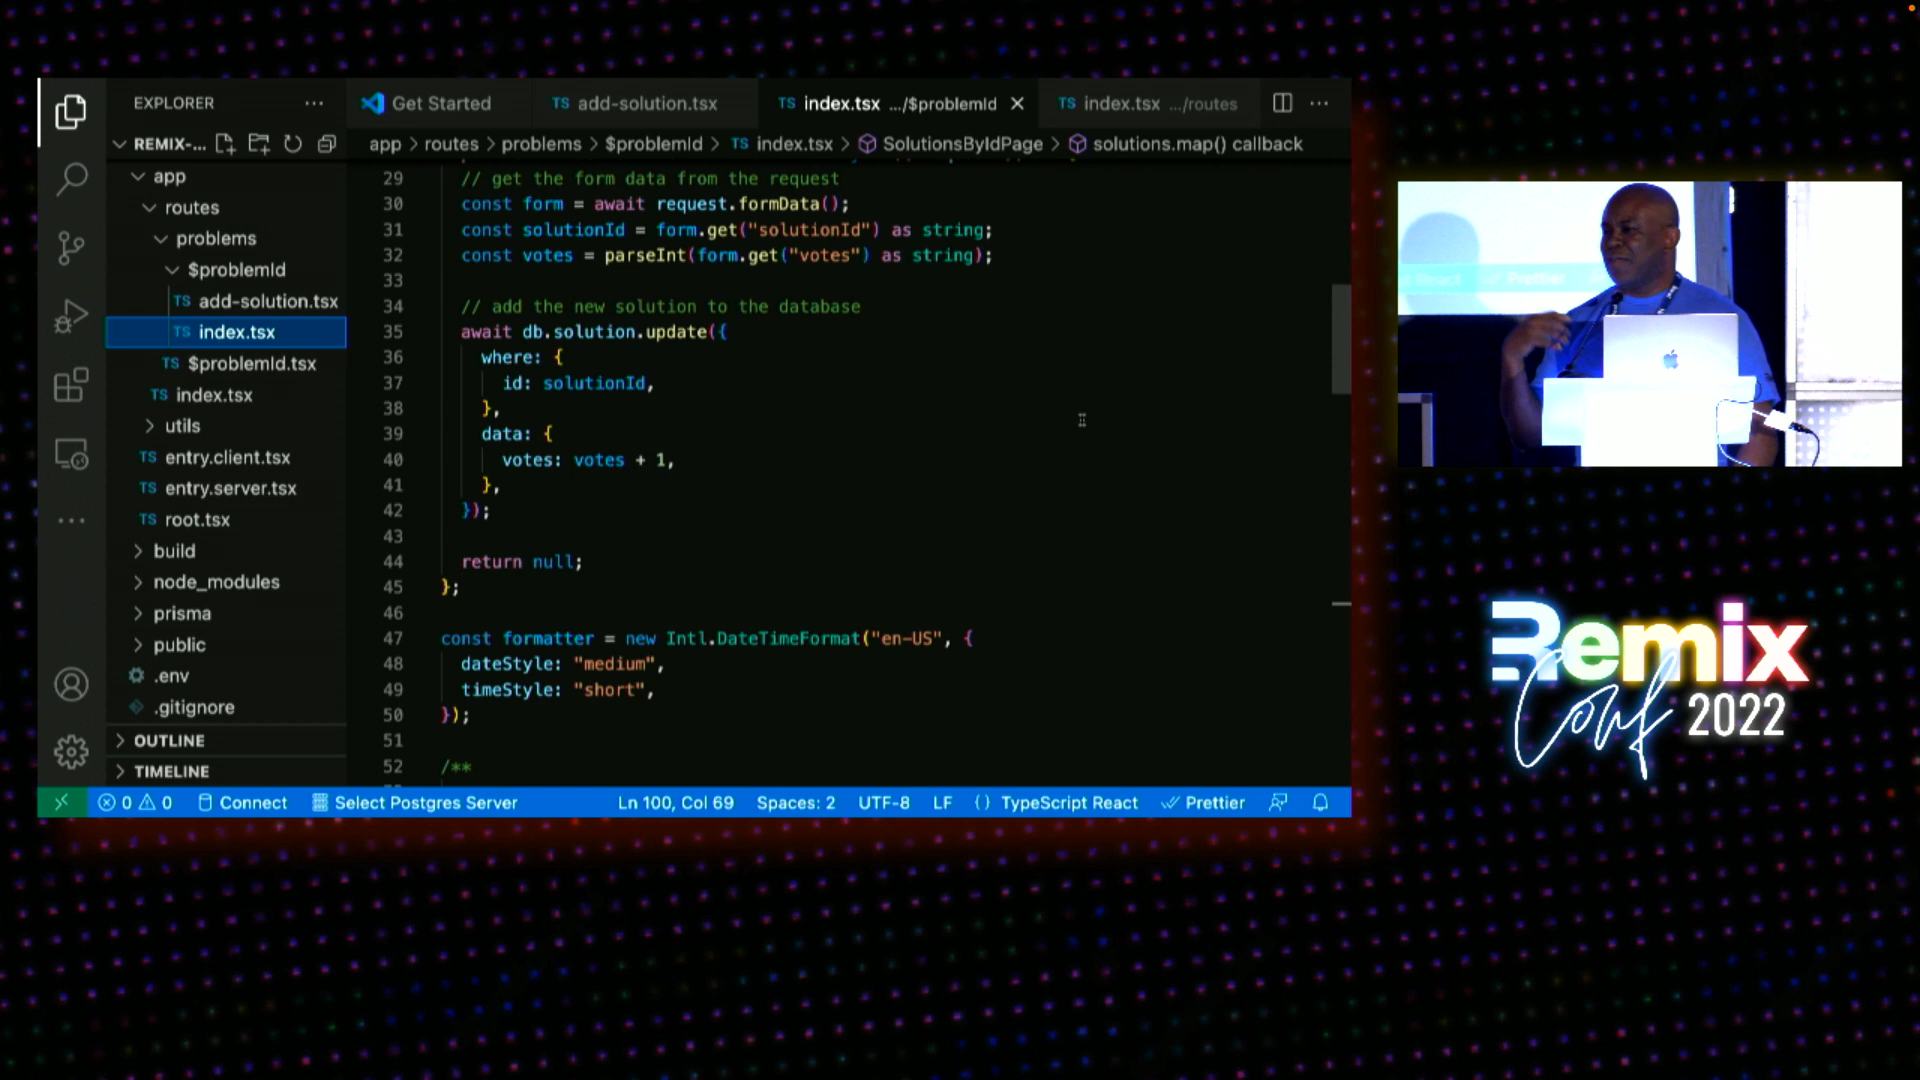 EXPLORER
REMIX-...
app
routes
problems
$problemId
TS add-solution.tsx
TS index.tsx
TS $problemId.tsx
TS index.tsx
utils
TS entry.client.tsx
TS entry.server.tsx
TS root.tsx
build
node_modules
prisma
public
.env
.gitignore
OUTLINE
TIMELINE
Get Started
TS add-solution.tsx
TS index.tsx .../$problemId
TS index.tsx .../routes
app > routes > problems > $problemId > TS index.tsx > SolutionsByIdPage > solutions.map() callback
29 // get the form data from the request
30 const form = await request.formData();
31 const solutionId = form.get("solutionId") as string;
32 const votes = parseInt(form.get("votes") as string);
33
34 // add the new solution to the database
35 await db.solution.update({
36 where: {
37 id: solutionId,
38 },
39 data: {
40 votes: votes + 1,
41 },
42 });
43
44 return null;
45 };
46
47 const formatter = new Intl.DateTimeFormat("en-US", {
48 dateStyle: "medium",
49 timeStyle: "short",
50 });
51
52 /**
0 0 Connect Select Postgres Server Ln 100, Col 69 Spaces: 2 UTF-8 LF {} TypeScript React Prettier
Prettier
Remix
Conf 2022